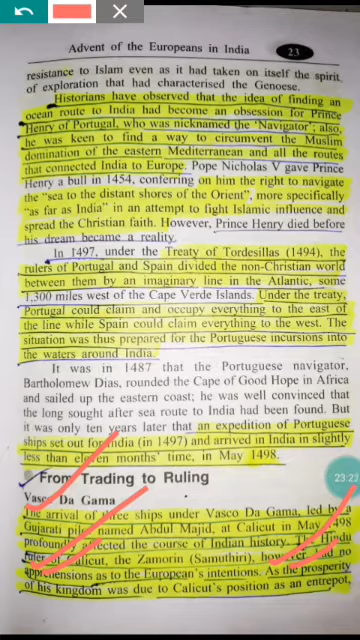 Advent of the Europeans in India 23
resistance to Islam even as it had taken on itself the spirit
of exploration that had characterised the Genoese.
Historians have observed that the idea of finding an
ocean route to India had become an obsession for Prince
Henry of Portugal, who was nicknamed the 'Navigator'; also,
he was keen to find a way to circumvent the Muslim
domination of the eastern Mediterranean and all the routes
that connected India to Europe. Pope Nicholas V gave Prince
Henry a bull in 1454, conferring on him the right to navigate
the "sea to the distant shores of the Orient", more specifically
"as far as India" in an attempt to fight Islamic influence and
spread the Christian faith. However, Prince Henry died before
his dream became a reality.
In 1497, under the Treaty of Tordesillas (1494), the
rulers of Portugal and Spain divided the non-Christian world
between them by an imaginary line in the Atlantic, some
1,300 miles west of the Cape Verde Islands. Under the treaty,
Portugal could claim and occupy everything to the east of
the line while Spain could claim everything to the west. The
situation was thus prepared for the Portuguese incursions into
the waters around India.
It was in 1487 that the Portuguese navigator,
Bartholomew Dias, rounded the Cape of Good Hope in Africa
and sailed up the eastern coast; he was well convinced that
the long sought after sea route to India had been found. But
it was only ten years later that an expedition of Portuguese
ships set out for India (in 1497) and arrived in India in slightly
less than eleven months' time, in May 1498.
From Trading to Ruling
23:22
Vasco Da Gama
The arrival of three ships under Vasco Da Gama, led by a
Gujarati pilot named Abdul Majid, at Calicut in May 1498
profoundly affected the course of Indian history. The Hindu
ruler of Calicut, the Zamorin (Samuthiri), however had no
apprehensions as to the European's intentions. As the prosperity
of his kingdom was due to Calicut's position as an entrepot,